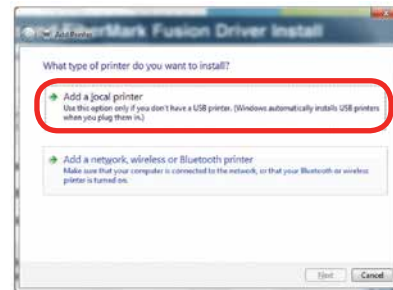 FiberMark Fusion Driver Install
Add Printer
What type of printer do you want to install?
Add a local printer
Use this option only if you don't have a USB printer. (Windows automatically installs USB printers
when you plug them in.)
Add a network, wireless or Bluetooth printer
Make sure that your computer is connected to the network, or that your Bluetooth or wireless
printer is turned on.
Next
Cancel